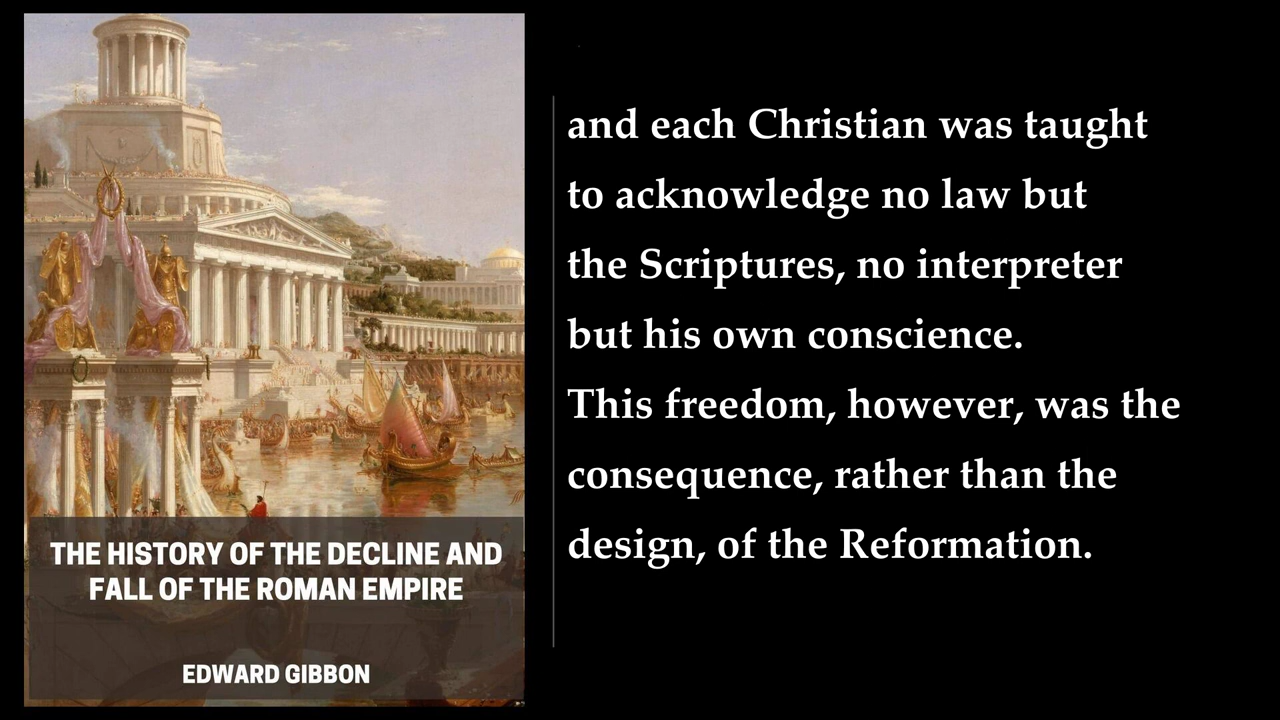 THE HISTORY OF THE DECLINE AND
FALL OF THE ROMAN EMPIRE
EDWARD GIBBON
and each Christian was taught
to acknowledge no law but
the Scriptures, no interpreter
but his own conscience.
This freedom, however, was the
consequence, rather than the
design, of the Reformation.